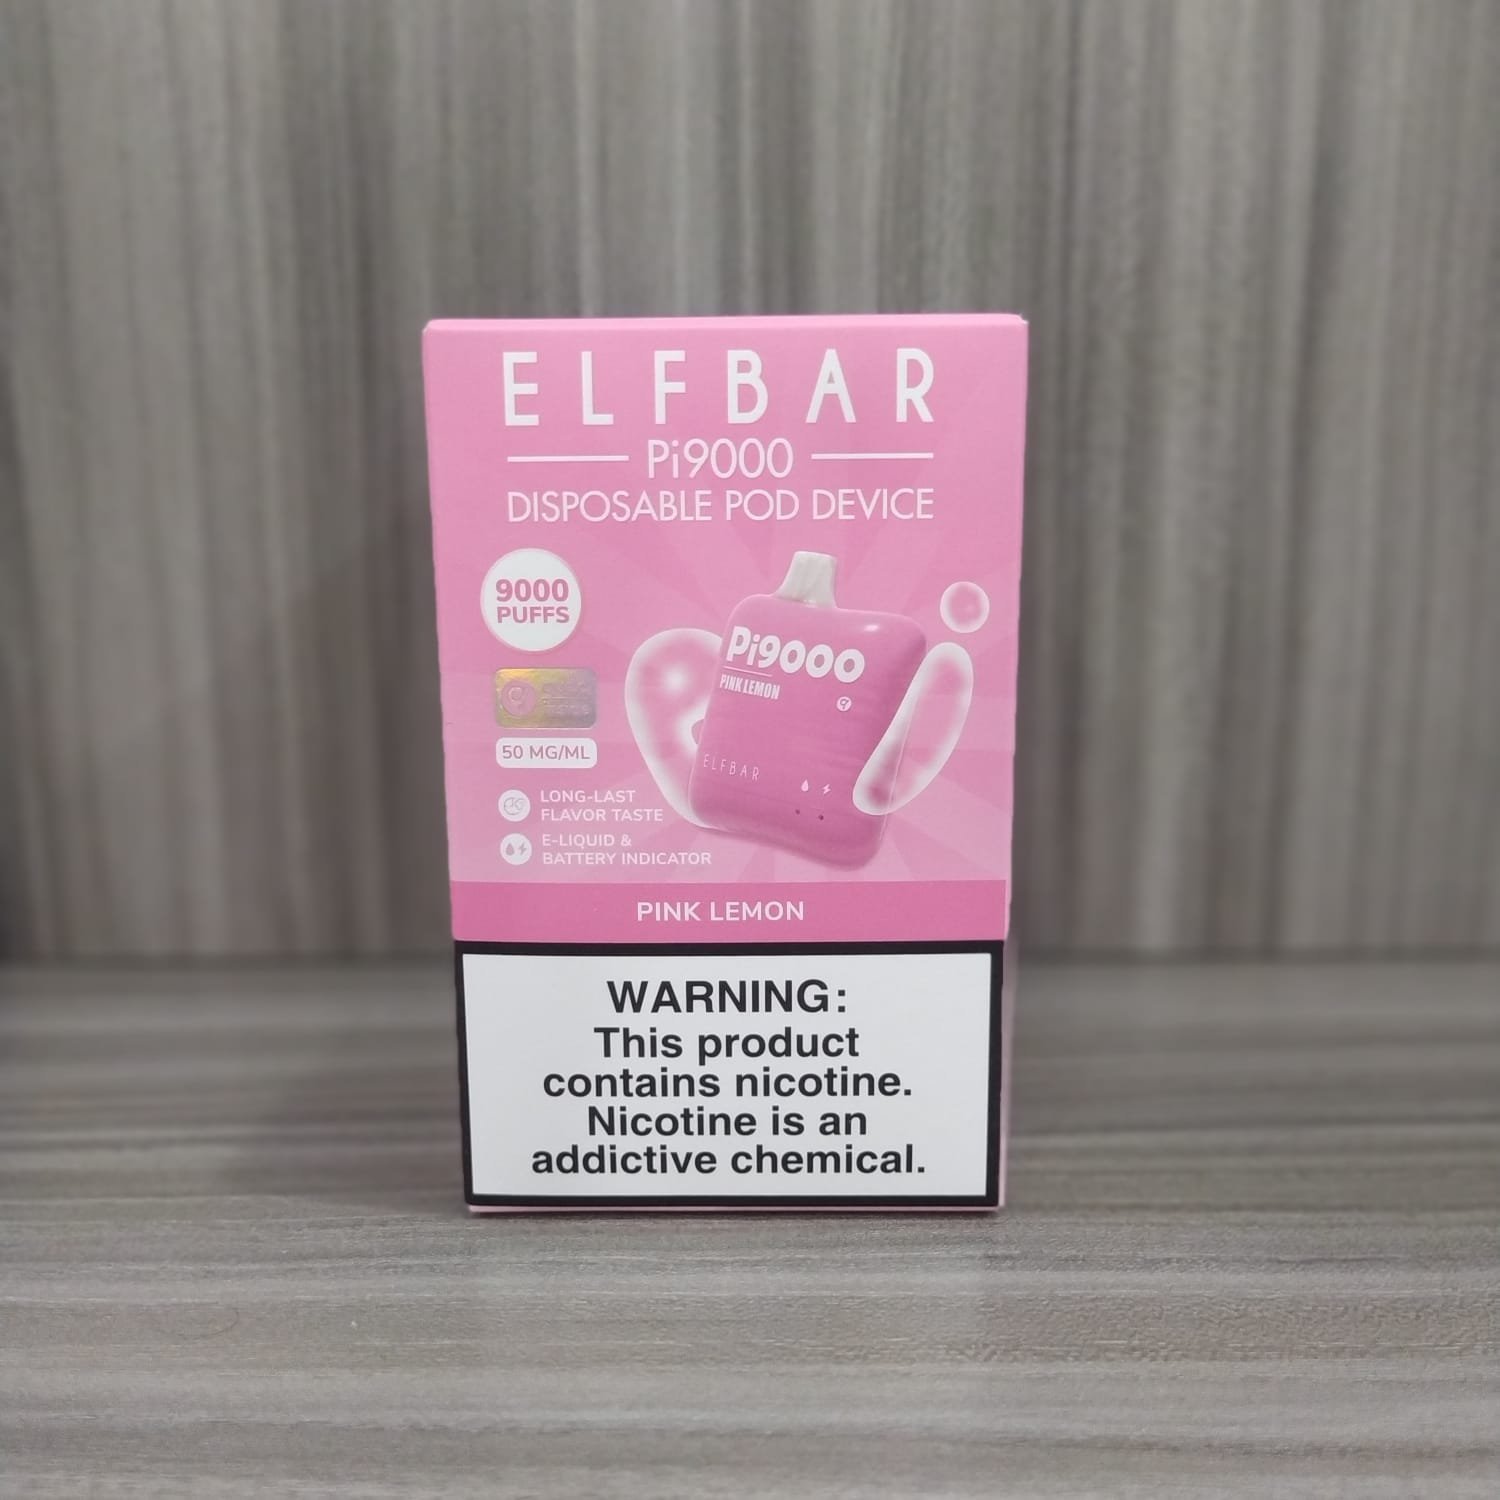 ELFBAR
Pi9000
DISPOSABLE POD DEVICE
9000
PUFFS
Pi9000
PINK LEMON
ELFBAR
50 MG/ML
LONG-LAST
FLAVOR TASTE
E-LIQUID &
BATTERY INDICATOR
PINK LEMON
WARNING:
This product
contains nicotine.
Nicotine is an
addictive chemical.